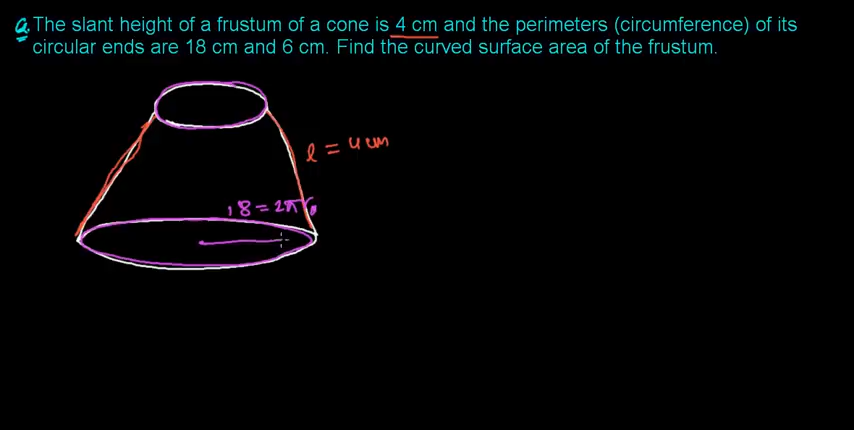 Q. The slant height of a frustum of a cone is 4 cm and the perimeters (circumference) of its
circular ends are 18 cm and 6 cm. Find the curved surface area of the frustum.
l = 4 cm
18 = 2π